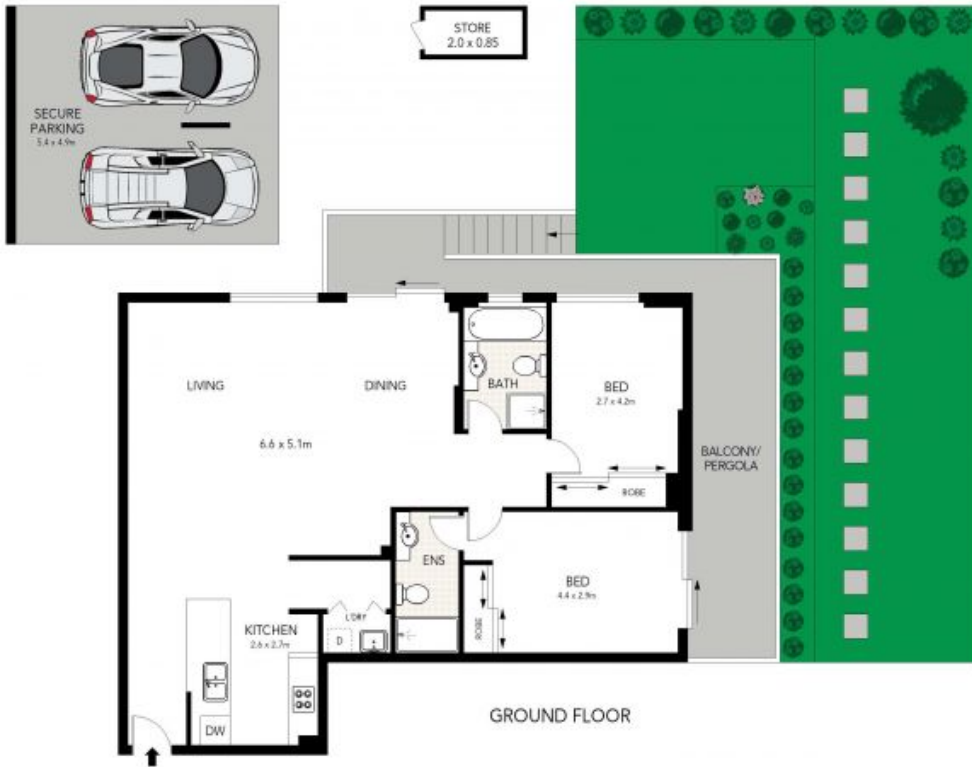 STORE
2.0 x 0.85
SECURE
PARKING
5.4 x 4.9m
LIVING
DINING
6.6 x 5.1m
BATH
BED
2.7 x 4.2m
BALCONY/
PERGOLA
ROBE
ENS
BED
4.4 x 2.9m
ROBE
L'DRY
D
KITCHEN
2.6 x 2.7m
DW
GROUND FLOOR